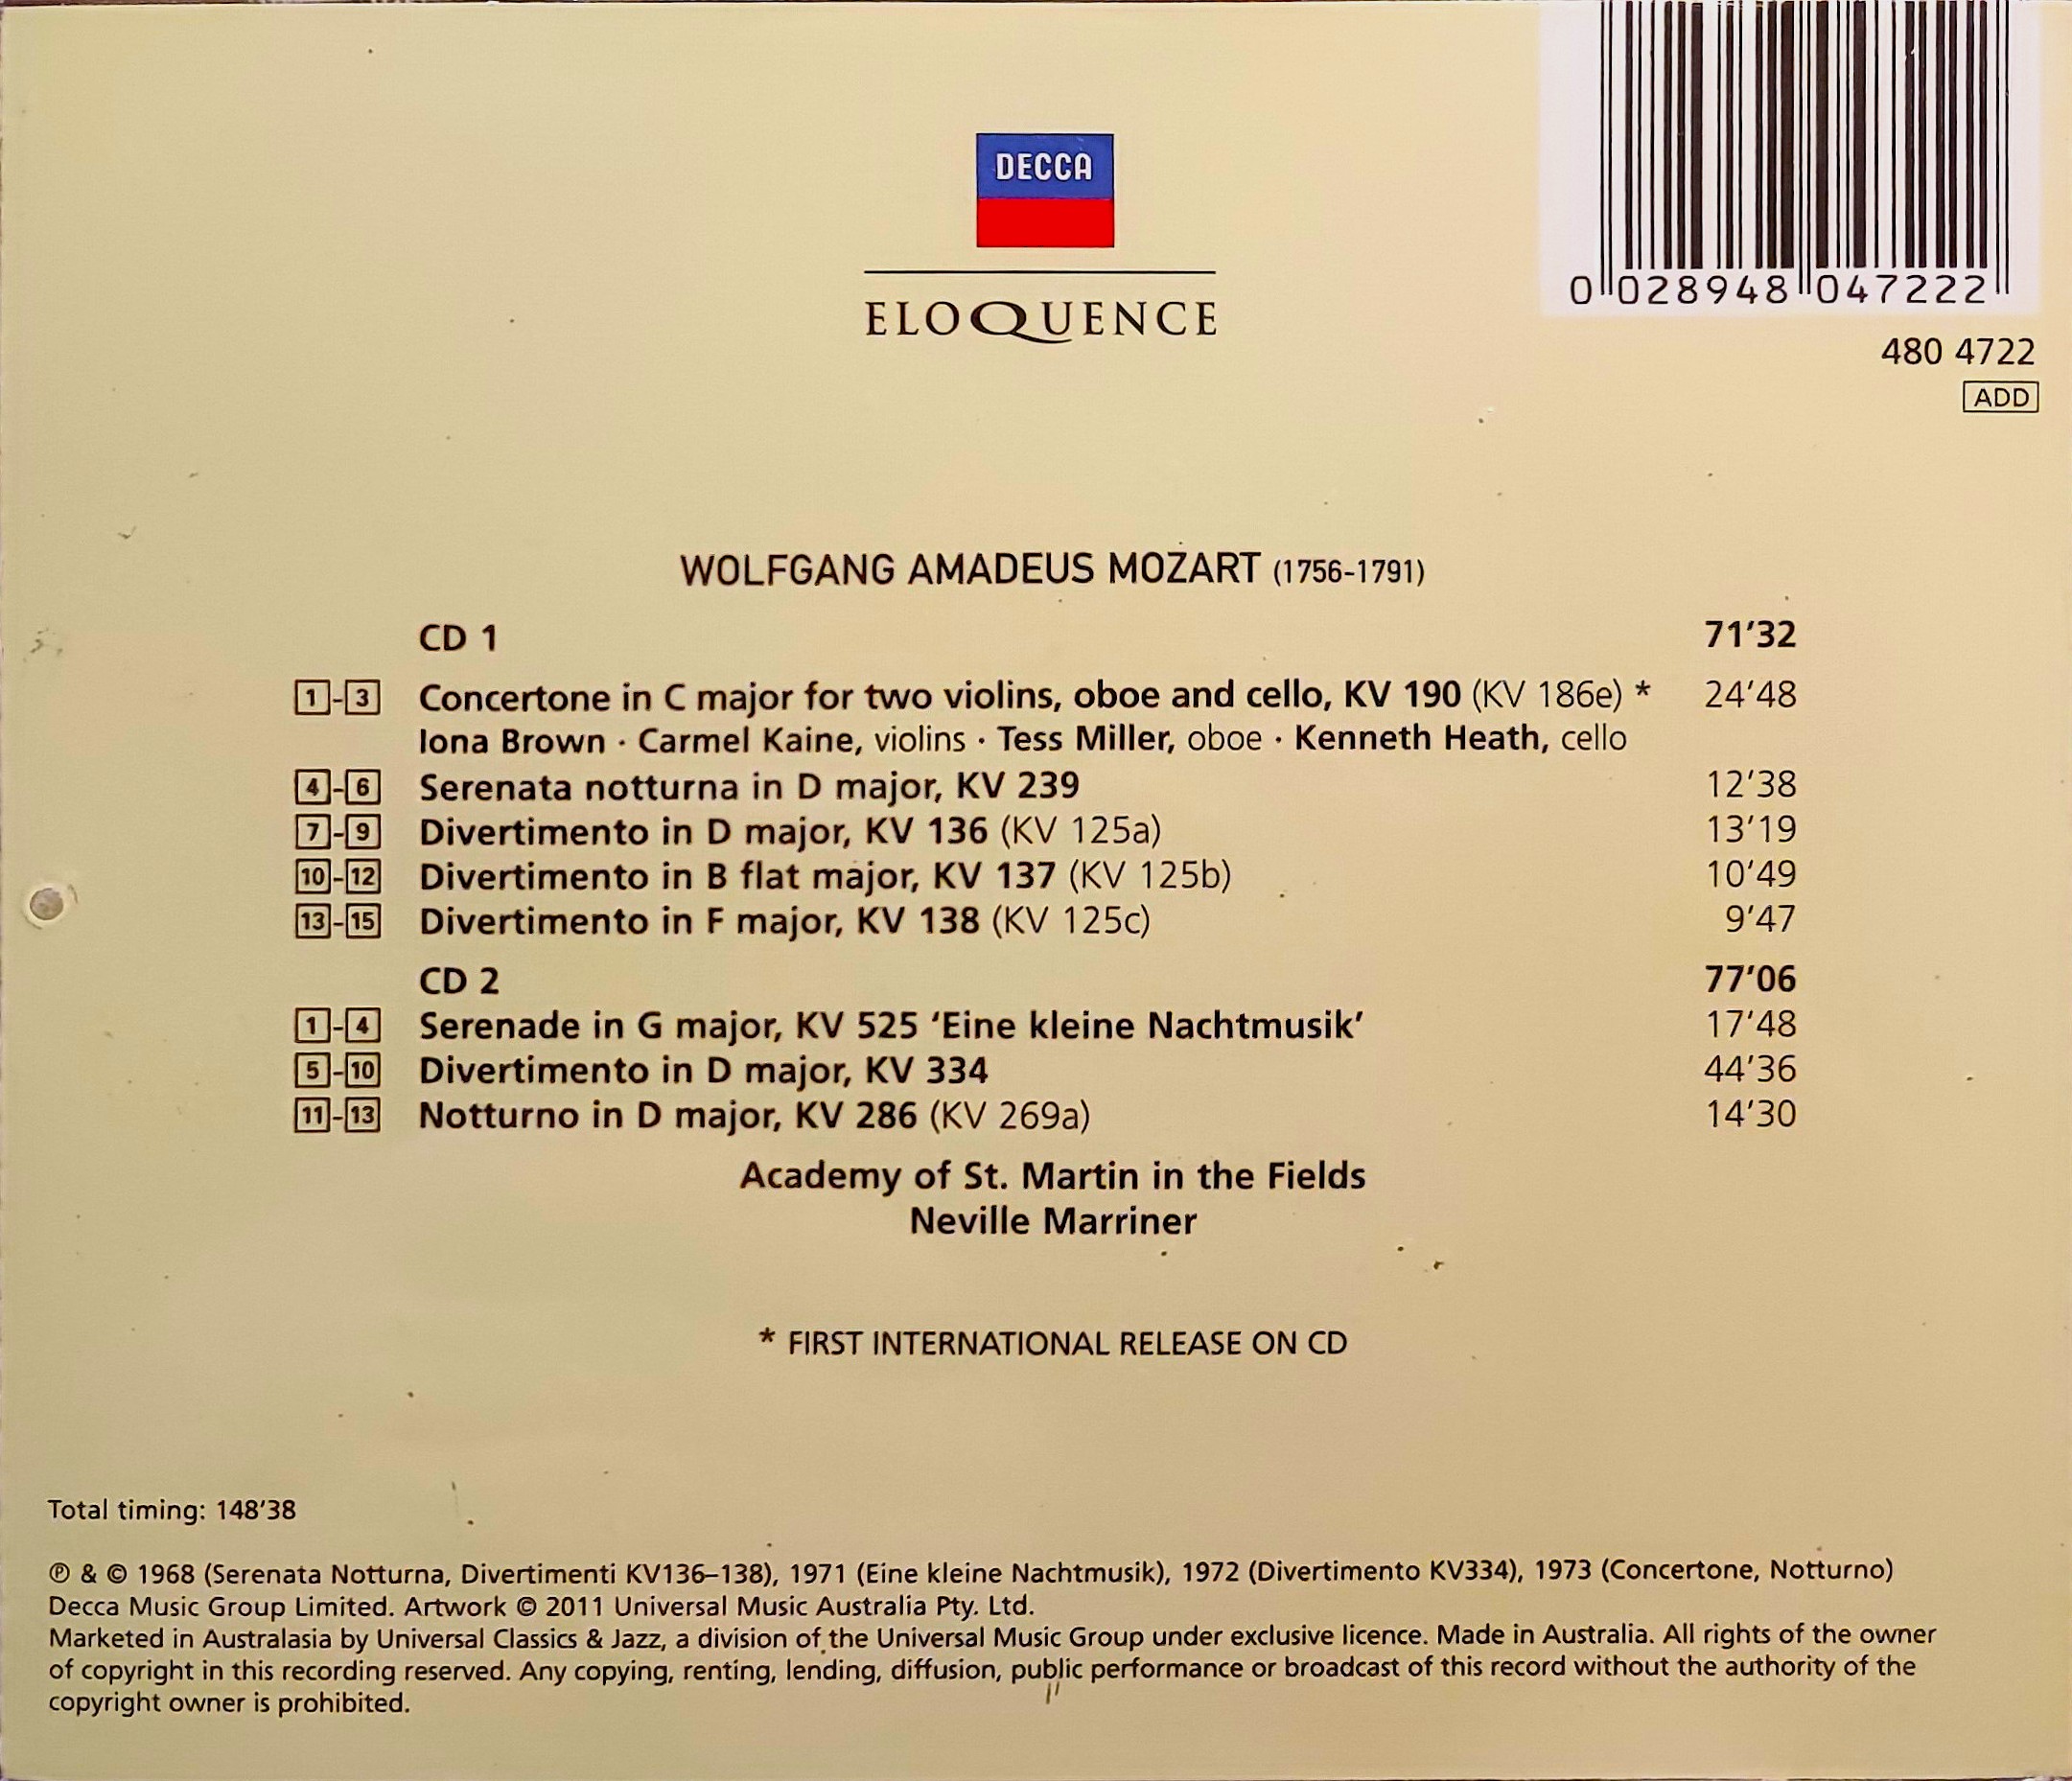 DECCA
ELOQUENCE
0 028948 047222
480 4722
ADD
WOLFGANG AMADEUS MOZART (1756-1791)
CD 1 71’32
1-3 Concertone in C major for two violins, oboe and cello, KV 190 (KV 186e) * 24’48
Iona Brown · Carmel Kaine, violins · Tess Miller, oboe · Kenneth Heath, cello
4-6 Serenata notturna in D major, KV 239 12’38
7-9 Divertimento in D major, KV 136 (KV 125a) 13’19
10-12 Divertimento in B flat major, KV 137 (KV 125b) 10’49
13-15 Divertimento in F major, KV 138 (KV 125c) 9’47
CD 2 77’06
1-4 Serenade in G major, KV 525 ‘Eine kleine Nachtmusik’ 17’48
5-10 Divertimento in D major, KV 334 44’36
11-13 Notturno in D major, KV 286 (KV 269a) 14’30
Academy of St. Martin in the Fields
Neville Marriner
* FIRST INTERNATIONAL RELEASE ON CD
Total timing: 148’38
℗ & © 1968 (Serenata Notturna, Divertimenti KV136–138), 1971 (Eine kleine Nachtmusik), 1972 (Divertimento KV334), 1973 (Concertone, Notturno)
Decca Music Group Limited. Artwork © 2011 Universal Music Australia Pty. Ltd.
Marketed in Australasia by Universal Classics & Jazz, a division of the Universal Music Group under exclusive licence. Made in Australia. All rights of the owner
of copyright in this recording reserved. Any copying, renting, lending, diffusion, public performance or broadcast of this record without the authority of the
copyright owner is prohibited.